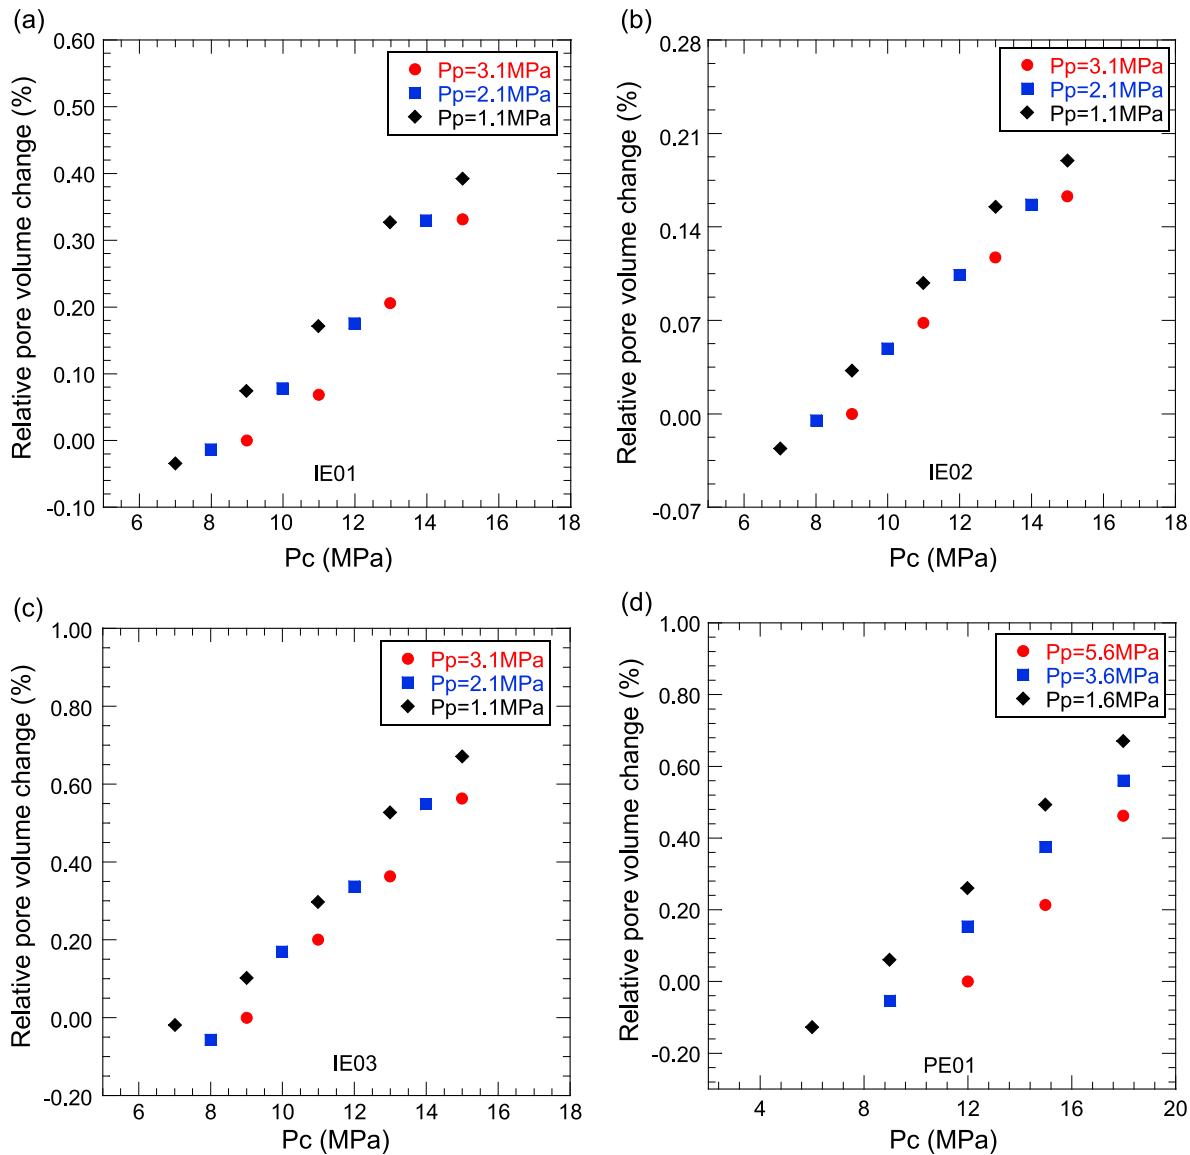 (a)
0.60
0.50
0.40
0.30
0.20
0.10
0.00
-0.10
Relative pore volume change (%)
Pp=3.1MPa
Pp=2.1MPa
Pp=1.1MPa
IE01
6 8 10 12 14 16 18
Pc (MPa)
(b)
0.28
0.21
0.14
0.07
0.00
-0.07
Relative pore volume change (%)
Pp=3.1MPa
Pp=2.1MPa
Pp=1.1MPa
IE02
6 8 10 12 14 16 18
Pc (MPa)
(c)
1.00
0.80
0.60
0.40
0.20
0.00
-0.20
Relative pore volume change (%)
Pp=3.1MPa
Pp=2.1MPa
Pp=1.1MPa
IE03
6 8 10 12 14 16 18
Pc (MPa)
(d)
1.00
0.80
0.60
0.40
0.20
0.00
-0.20
Relative pore volume change (%)
Pp=5.6MPa
Pp=3.6MPa
Pp=1.6MPa
PE01
4 8 12 16 20
Pc (MPa)